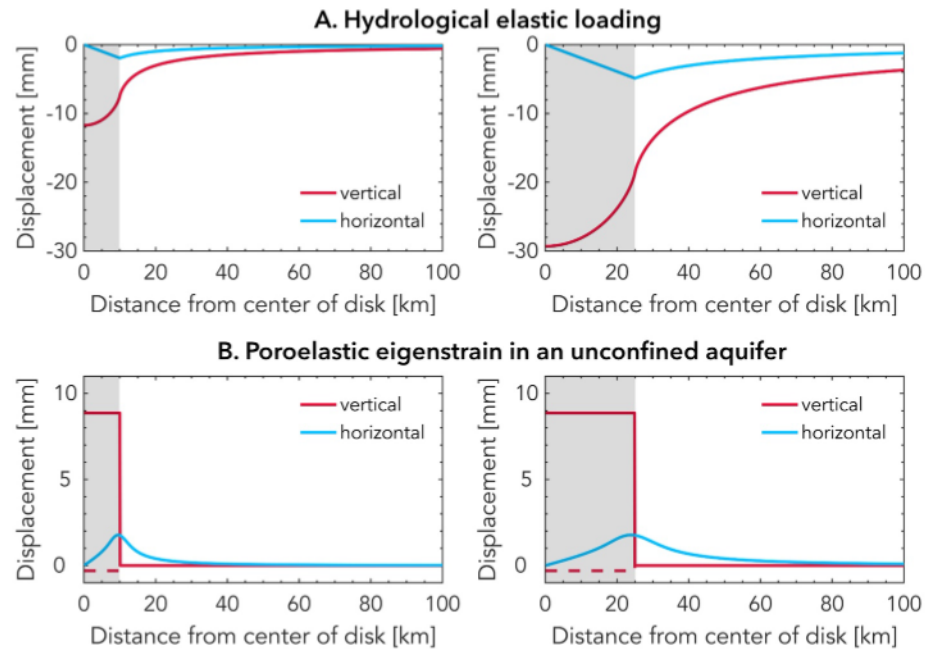 A. Hydrological elastic loading
Displacement [mm]
0
-10
-20
-30
vertical
horizontal
0 20 40 60 80 100
Distance from center of disk [km]
Displacement [mm]
0
-10
-20
-30
vertical
horizontal
0 20 40 60 80 100
Distance from center of disk [km]
B. Poroelastic eigenstrain in an unconfined aquifer
Displacement [mm]
10
5
0
vertical
horizontal
0 20 40 60 80 100
Distance from center of disk [km]
Displacement [mm]
10
5
0
vertical
horizontal
0 20 40 60 80 100
Distance from center of disk [km]